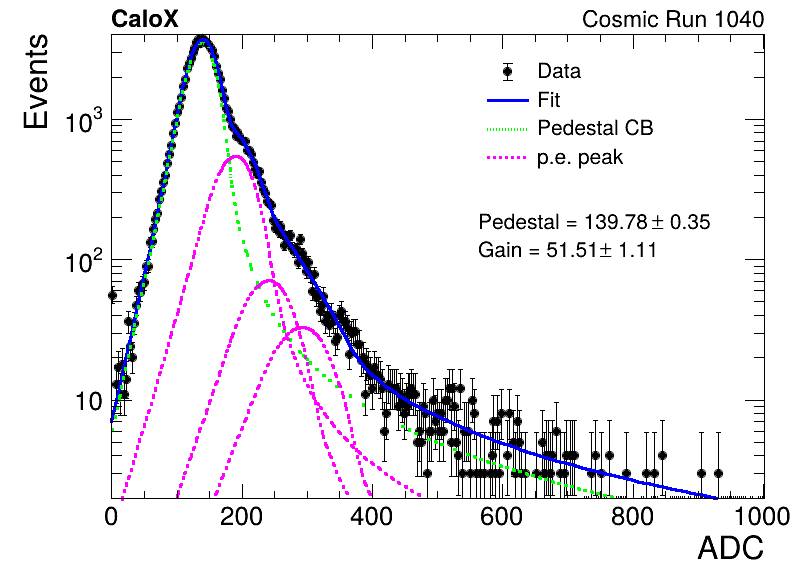 CaloX
Cosmic Run 1040
Events
Data
Fit
Pedestal CB
p.e. peak
Pedestal = 139.78 ± 0.35
Gain = 51.51 ± 1.11
10³
10²
10
0 200 400 600 800 1000
ADC